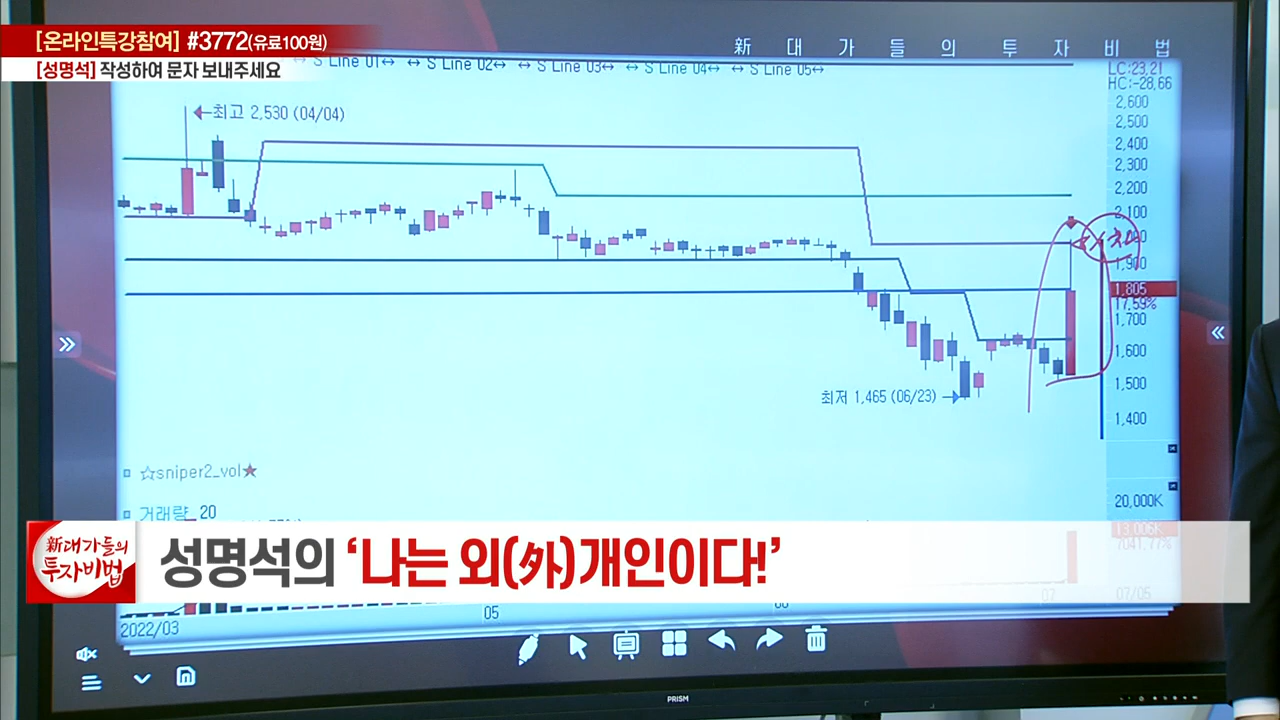 [온라인특강참여] #3772(유료100원)
[성명석] 작성하여 문자 보내주세요
新 대 가 들 의 투 자 비 법
↔ S Line 01↔ ↔ S Line 02↔ ↔ S Line 03↔ ↔ S Line 04↔ ↔ S Line 05↔
LC:23,21
HC:-28,66
←최고 2,530 (04/04)
2,600
2,500
2,400
2,300
2,200
2,100
1,900
1,805
17,59%
1,700
1,600
1,500
1,400
최저 1,465 (06/23)→
☆sniper2_vol★
거래량 20
20,000K
13,006K
7041,77%
新대가들의
투자비법
성명석의 ‘나는 외(外)개인이다!’
2022/03
05
06
07
07/05
PRISM